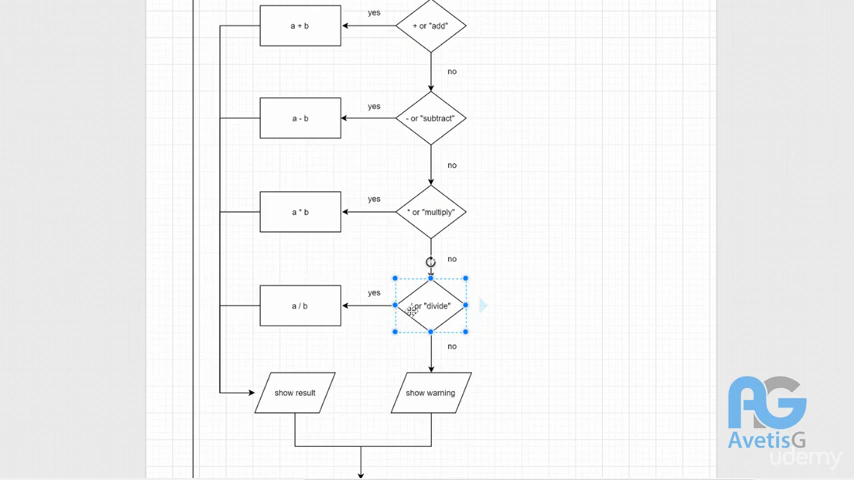 yes
a + b
+ or "add"
no
yes
a - b
- or "subtract"
no
yes
a * b
* or "multiply"
no
yes
a / b
or "divide"
no
show result
show warning
AG
AvetisG
udemy